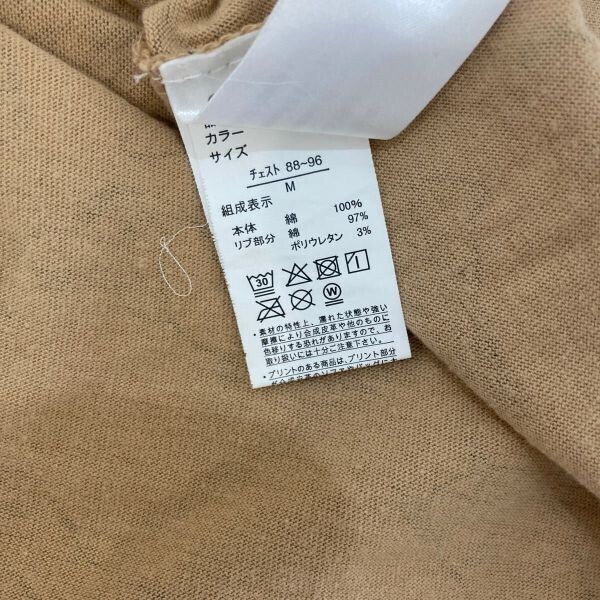 カラー
サイズ
チェスト 88~96
M
組成表示
100%
本体 綿 97%
リブ部分 綿
ポリウレタン 3%
30
W
・素材の特性上、濡れた状態や強い
摩擦により合成皮革や他のものに
色移りする恐れがありますので、お
取り扱いには十分ご注意下さい。
・プリントのある商品は、プリント部分